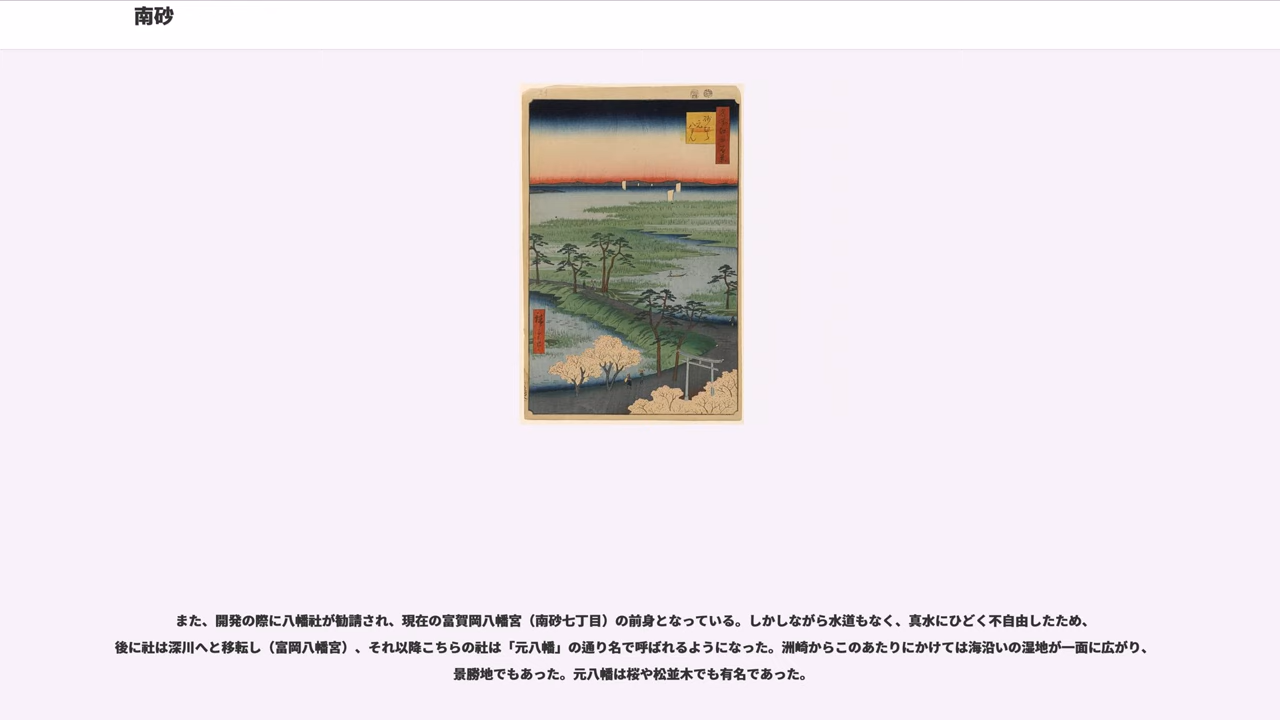 南砂
また、開発の際に八幡社が勧請され、現在の富賀岡八幡宮（南砂七丁目）の前身となっている。しかしながら水道もなく、真水にひどく不自由したため、
後に社は深川へと移転し（富岡八幡宮）、それ以降こちらの社は「元八幡」の通り名で呼ばれるようになった。洲崎からこのあたりにかけては海沿いの湿地が一面に広がり、
景勝地でもあった。元八幡は桜や松並木でも有名であった。